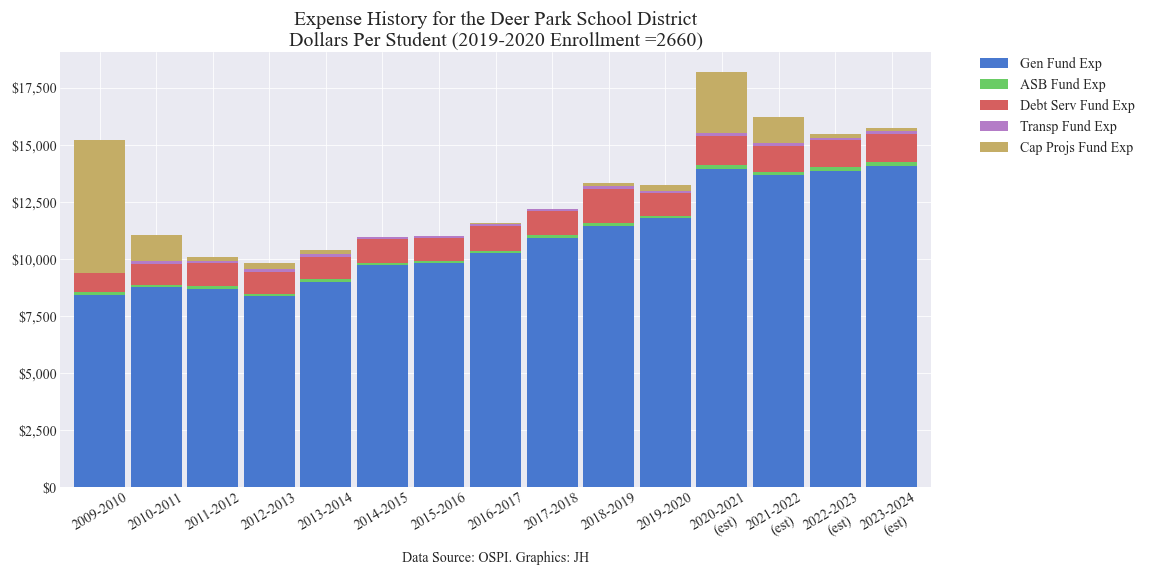 Expense History for the Deer Park School District
Dollars Per Student (2019-2020 Enrollment =2660)
Gen Fund Exp
ASB Fund Exp
Debt Serv Fund Exp
Transp Fund Exp
Cap Projs Fund Exp
$17,500
$15,000
$12,500
$10,000
$7,500
$5,000
$2,500
$0
2009-2010
2010-2011
2011-2012
2012-2013
2013-2014
2014-2015
2015-2016
2016-2017
2017-2018
2018-2019
2019-2020
2020-2021
(est)
2021-2022
(est)
2022-2023
(est)
2023-2024
(est)
Data Source: OSPI. Graphics: JH